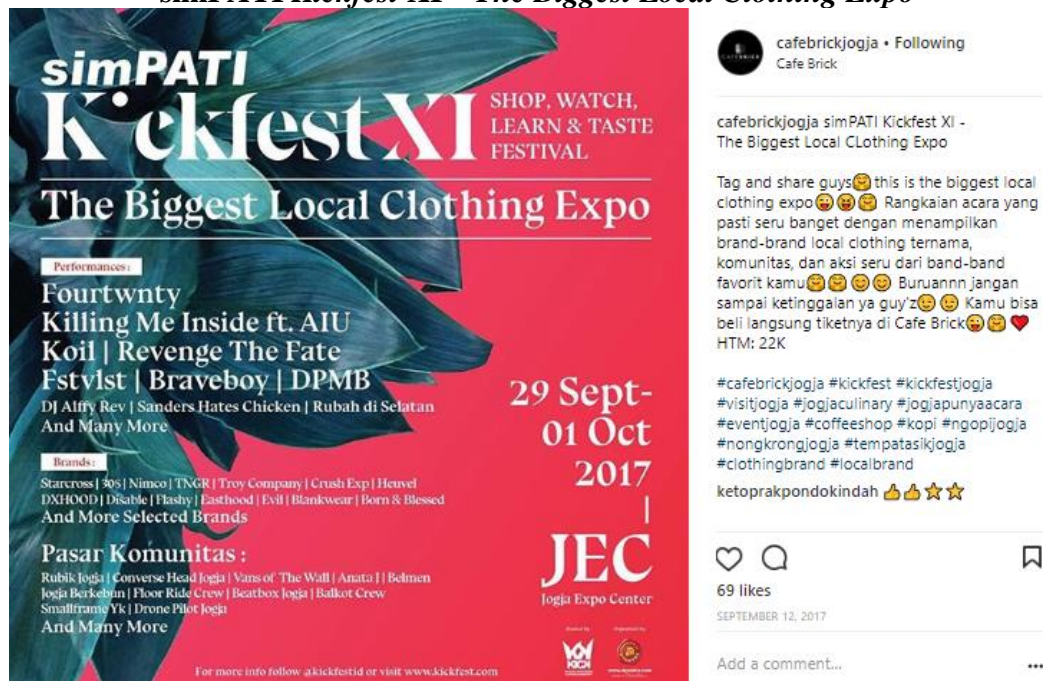 simPATI Kickfest XI - The Biggest Local Clothing Expo
simPATI
Kickfest XI
SHOP, WATCH,
LEARN & TASTE
FESTIVAL
The Biggest Local Clothing Expo
Performances:
Fourtwnty
Killing Me Inside ft. AIU
Koil | Revenge The Fate
Fstvlst | Braveboy | DPMB
DJ Alffy Rev | Sanders Hates Chicken | Rubah di Selatan
And Many More
Brands:
Starcross | 305 | Nimco | TNGR | Troy Company | Crush Exp | Heuvel
DXHOOD | Disable | Flashy | Easthood | Evil | Blankwear | Born & Blessed
And More Selected Brands
Pasar Komunitas :
Rubik Jogja | Converse Head Jogja | Vans of The Wall | Anata J | Belmen
Jogja Berkebun | Floor Ride Crew | Beatbox Jogja | Balkot Crew
Smallframe Yk | Drone Pilot Jogja
And Many More
29 Sept-
01 Oct
2017
|
JEC
Jogja Expo Center
KICK
For more info follow @kickfestid or visit www.kickfest.com
cafebrickjogja • Following
Cafe Brick
cafebrickjogja simPATI Kickfest XI -
The Biggest Local CLothing Expo
Tag and share guys🤗this is the biggest local
clothing expo😜😝🤗 Rangkaian acara yang
pasti seru banget dengan menampilkan
brand-brand local clothing ternama,
komunitas, dan aksi seru dari band-band
favorit kamu🤗🤗😊😊 Buruannn jangan
sampai ketinggalan ya guy'z😉😉 Kamu bisa
beli langsung tiketnya di Cafe Brick😜🤗❤
HTM: 22K
#cafebrickjogja #kickfest #kickfestjogja
#visitjogja #jogjaculinary #jogjapunyaacara
#eventjogja #coffeeshop #kopi #ngopijogja
#nongkrongjogja #tempatasikjogja
#clothingbrand #localbrand
ketoprakpondokindah 👍👍⭐⭐
69 likes
SEPTEMBER 12, 2017
Add a comment...